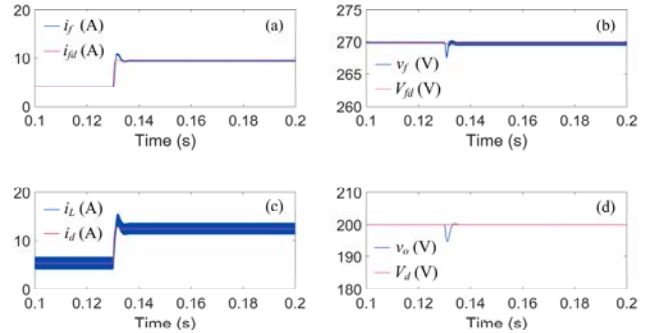 20
10
0
i_f (A)
i_fd (A)
(a)
0.1 0.12 0.14 0.16 0.18 0.2
Time (s)
275
270
265
260
v_f (V)
V_fd (V)
(b)
0.1 0.12 0.14 0.16 0.18 0.2
Time (s)
20
10
0
i_L (A)
i_d (A)
(c)
0.1 0.12 0.14 0.16 0.18 0.2
Time (s)
210
200
190
180
v_o (V)
V_d (V)
(d)
0.1 0.12 0.14 0.16 0.18 0.2
Time (s)